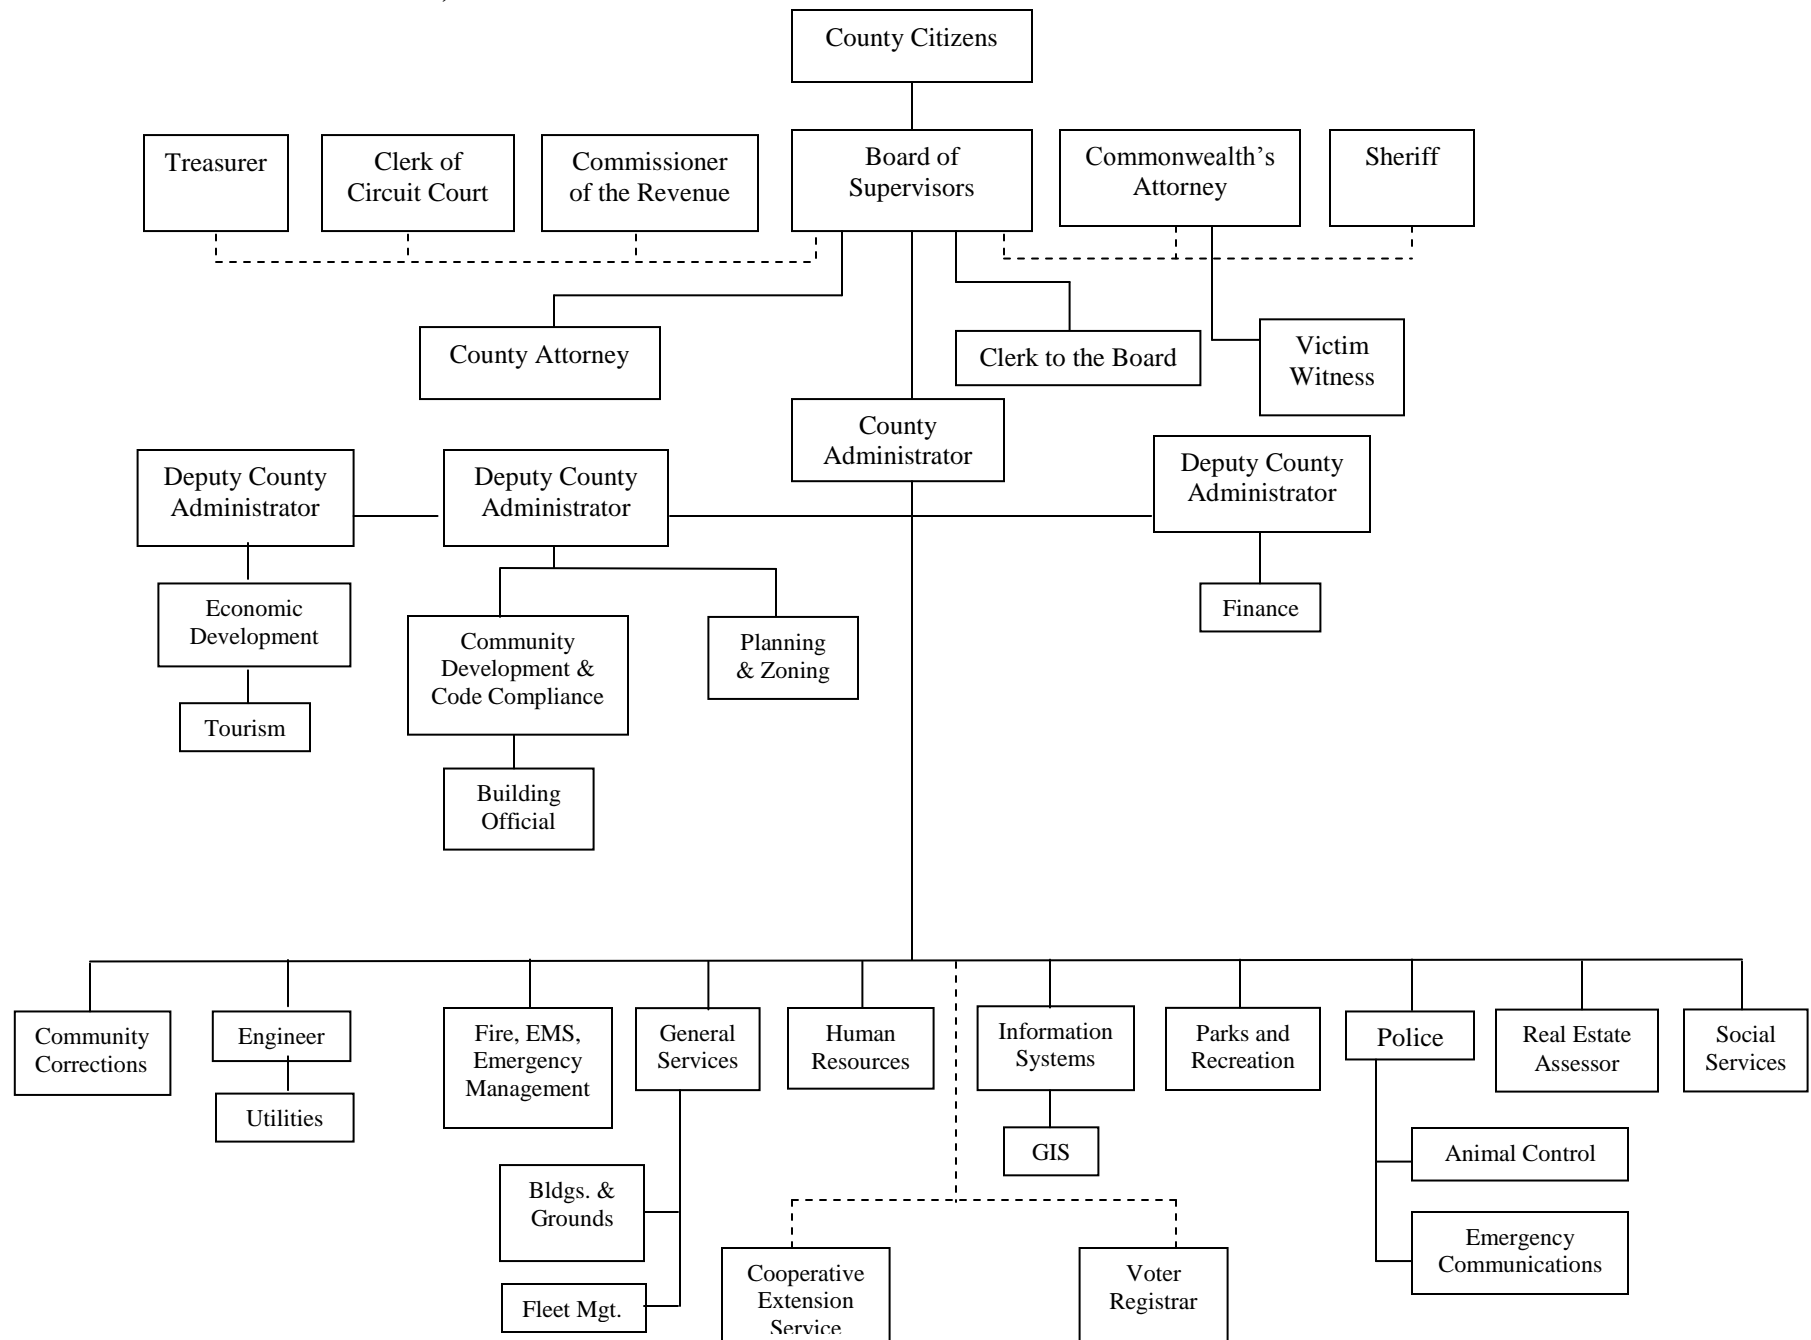 County Citizens
Treasurer
Clerk of
Circuit Court
Commissioner
of the Revenue
Board of
Supervisors
Commonwealth's
Attorney
Sheriff
County Attorney
Clerk to the Board
Victim
Witness
County
Administrator
Deputy County
Administrator
Deputy County
Administrator
Deputy County
Administrator
Economic
Development
Tourism
Community
Development &
Code Compliance
Planning
& Zoning
Building
Official
Finance
Community
Corrections
Engineer
Utilities
Fire, EMS,
Emergency
Management
General
Services
Bldgs. &
Grounds
Fleet Mgt.
Human
Resources
Information
Systems
GIS
Parks and
Recreation
Police
Animal Control
Emergency
Communications
Real Estate
Assessor
Social
Services
Cooperative
Extension
Service
Voter
Registrar